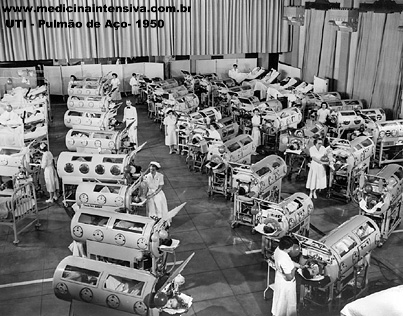 www.medicinaintensiva.com.br
UTI - Pulmão de Aço- 1950